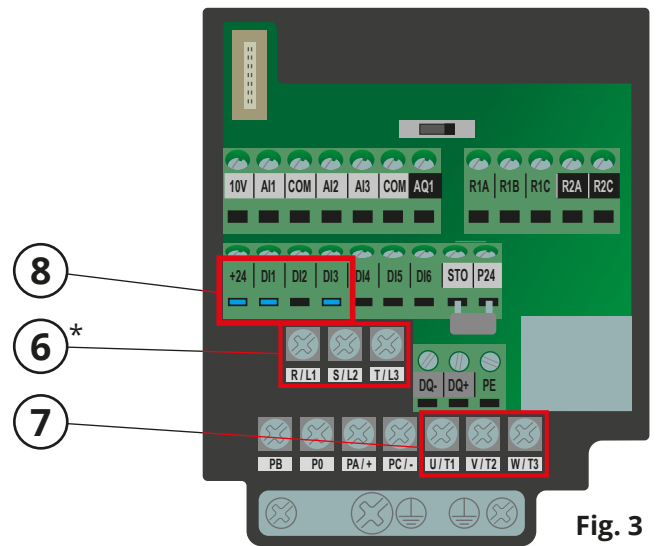 10V AI1 COM AI2 AI3 COM AQ1 R1A R1B R1C R2A R2C
8
+24 DI1 DI2 DI3 DI4 DI5 DI6 STO P24
6*
R/L1 S/L2 T/L3
DQ- DQ+ PE
7
PB P0 PA/+ PC/- U/T1 V/T2 W/T3
Fig. 3